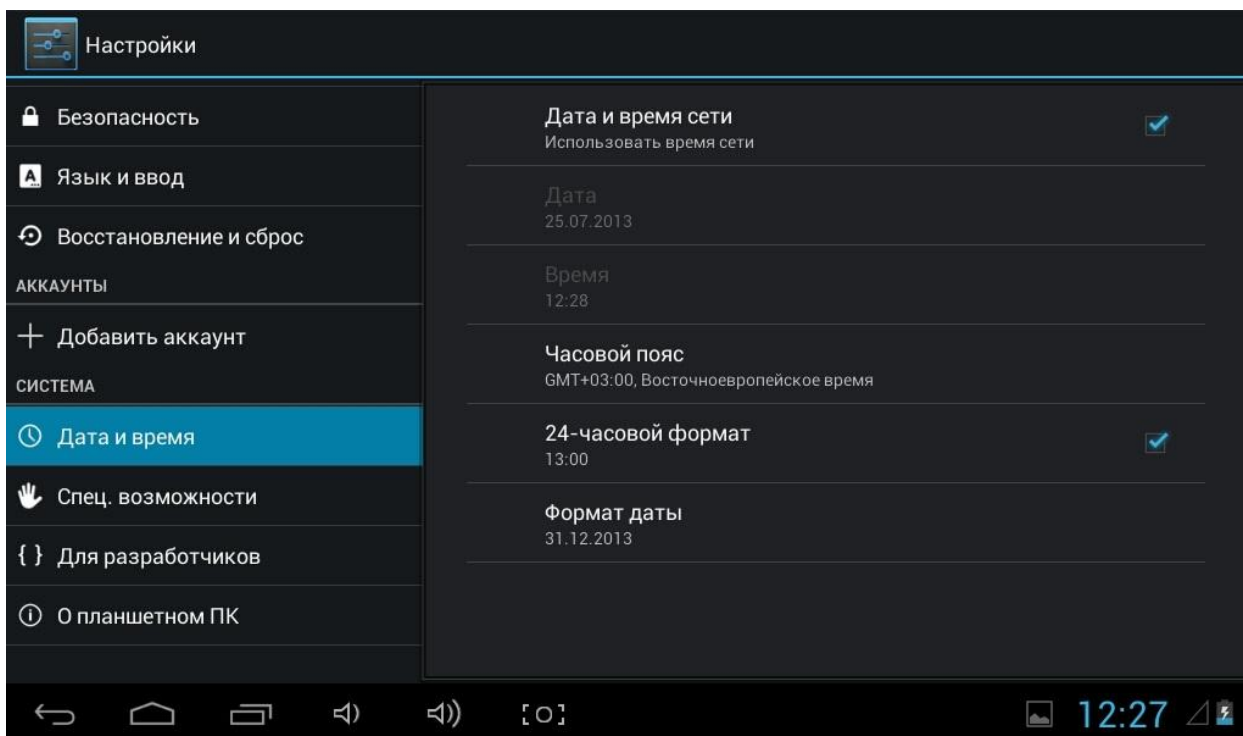 Настройки
Безопасность
Язык и ввод
Восстановление и сброс
АККАУНТЫ
Добавить аккаунт
СИСТЕМА
Дата и время
Спец. возможности
{ } Для разработчиков
О планшетном ПК
Дата и время сети
Использовать время сети
Дата
25.07.2013
Время
12:28
Часовой пояс
GMT+03:00, Восточноевропейское время
24-часовой формат
13:00
Формат даты
31.12.2013
12:27